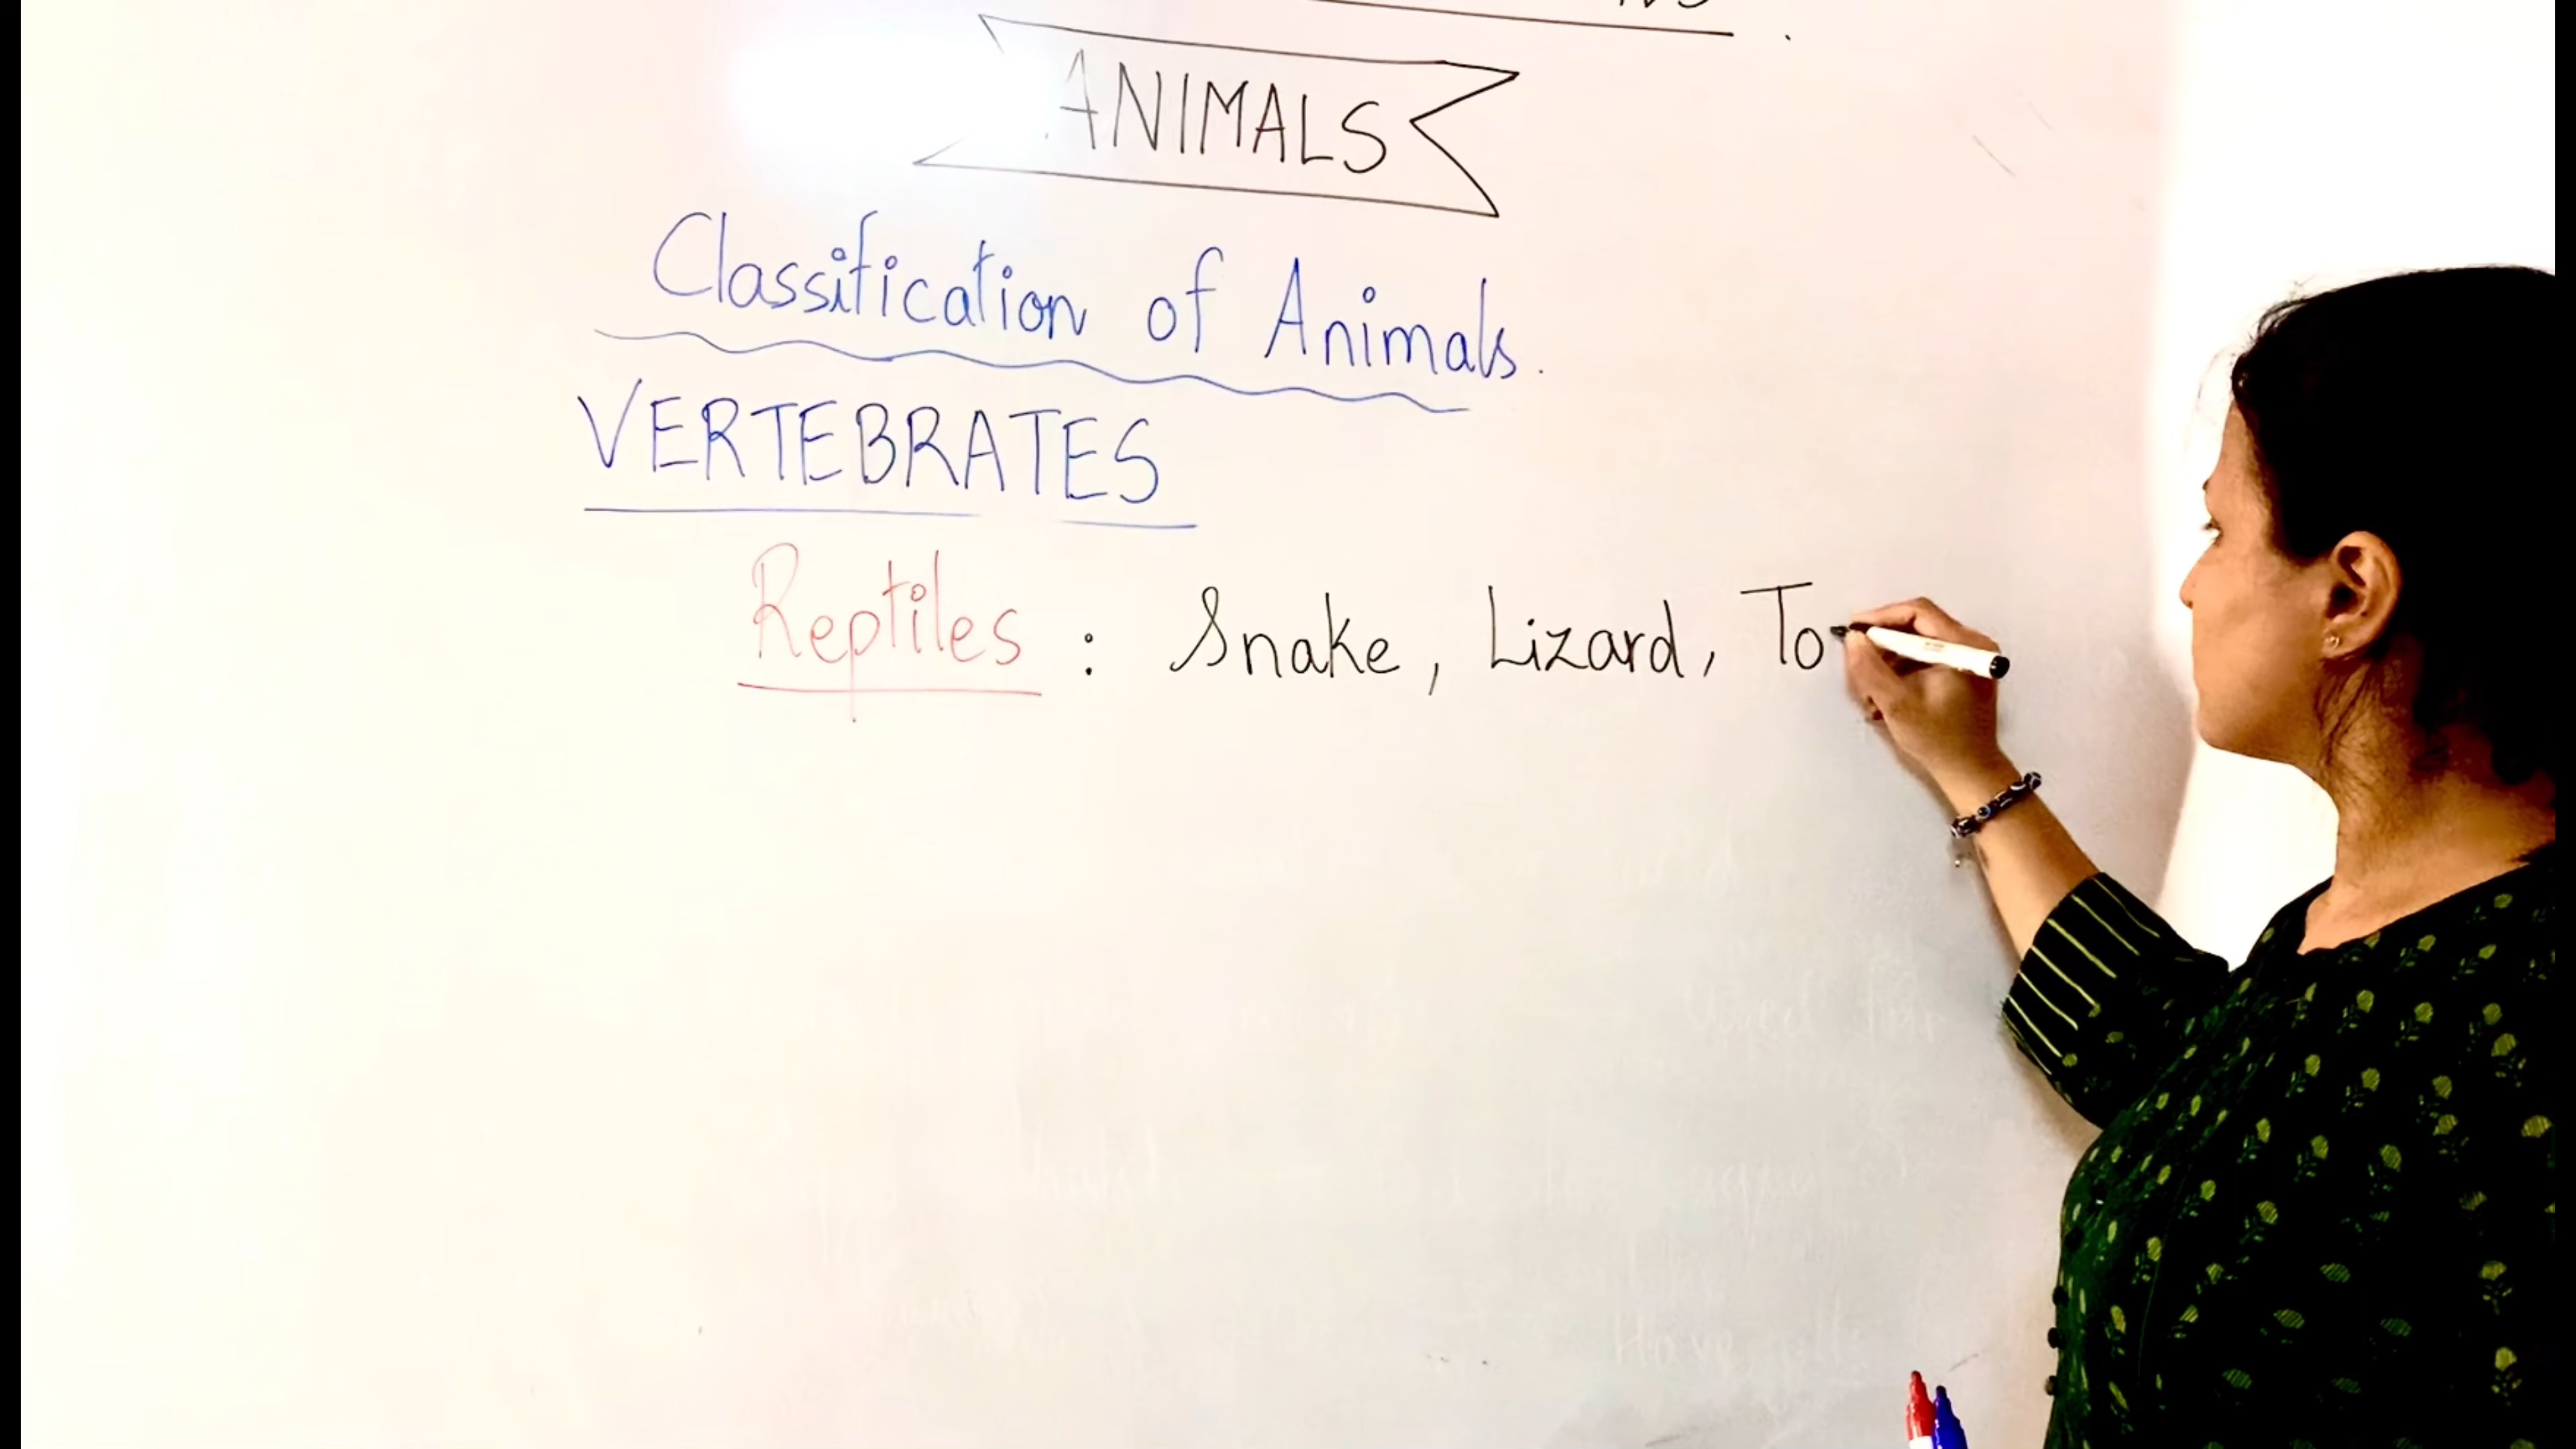 ANIMALS
Classification of Animals.
VERTEBRATES
Reptiles : Snake, Lizard, To